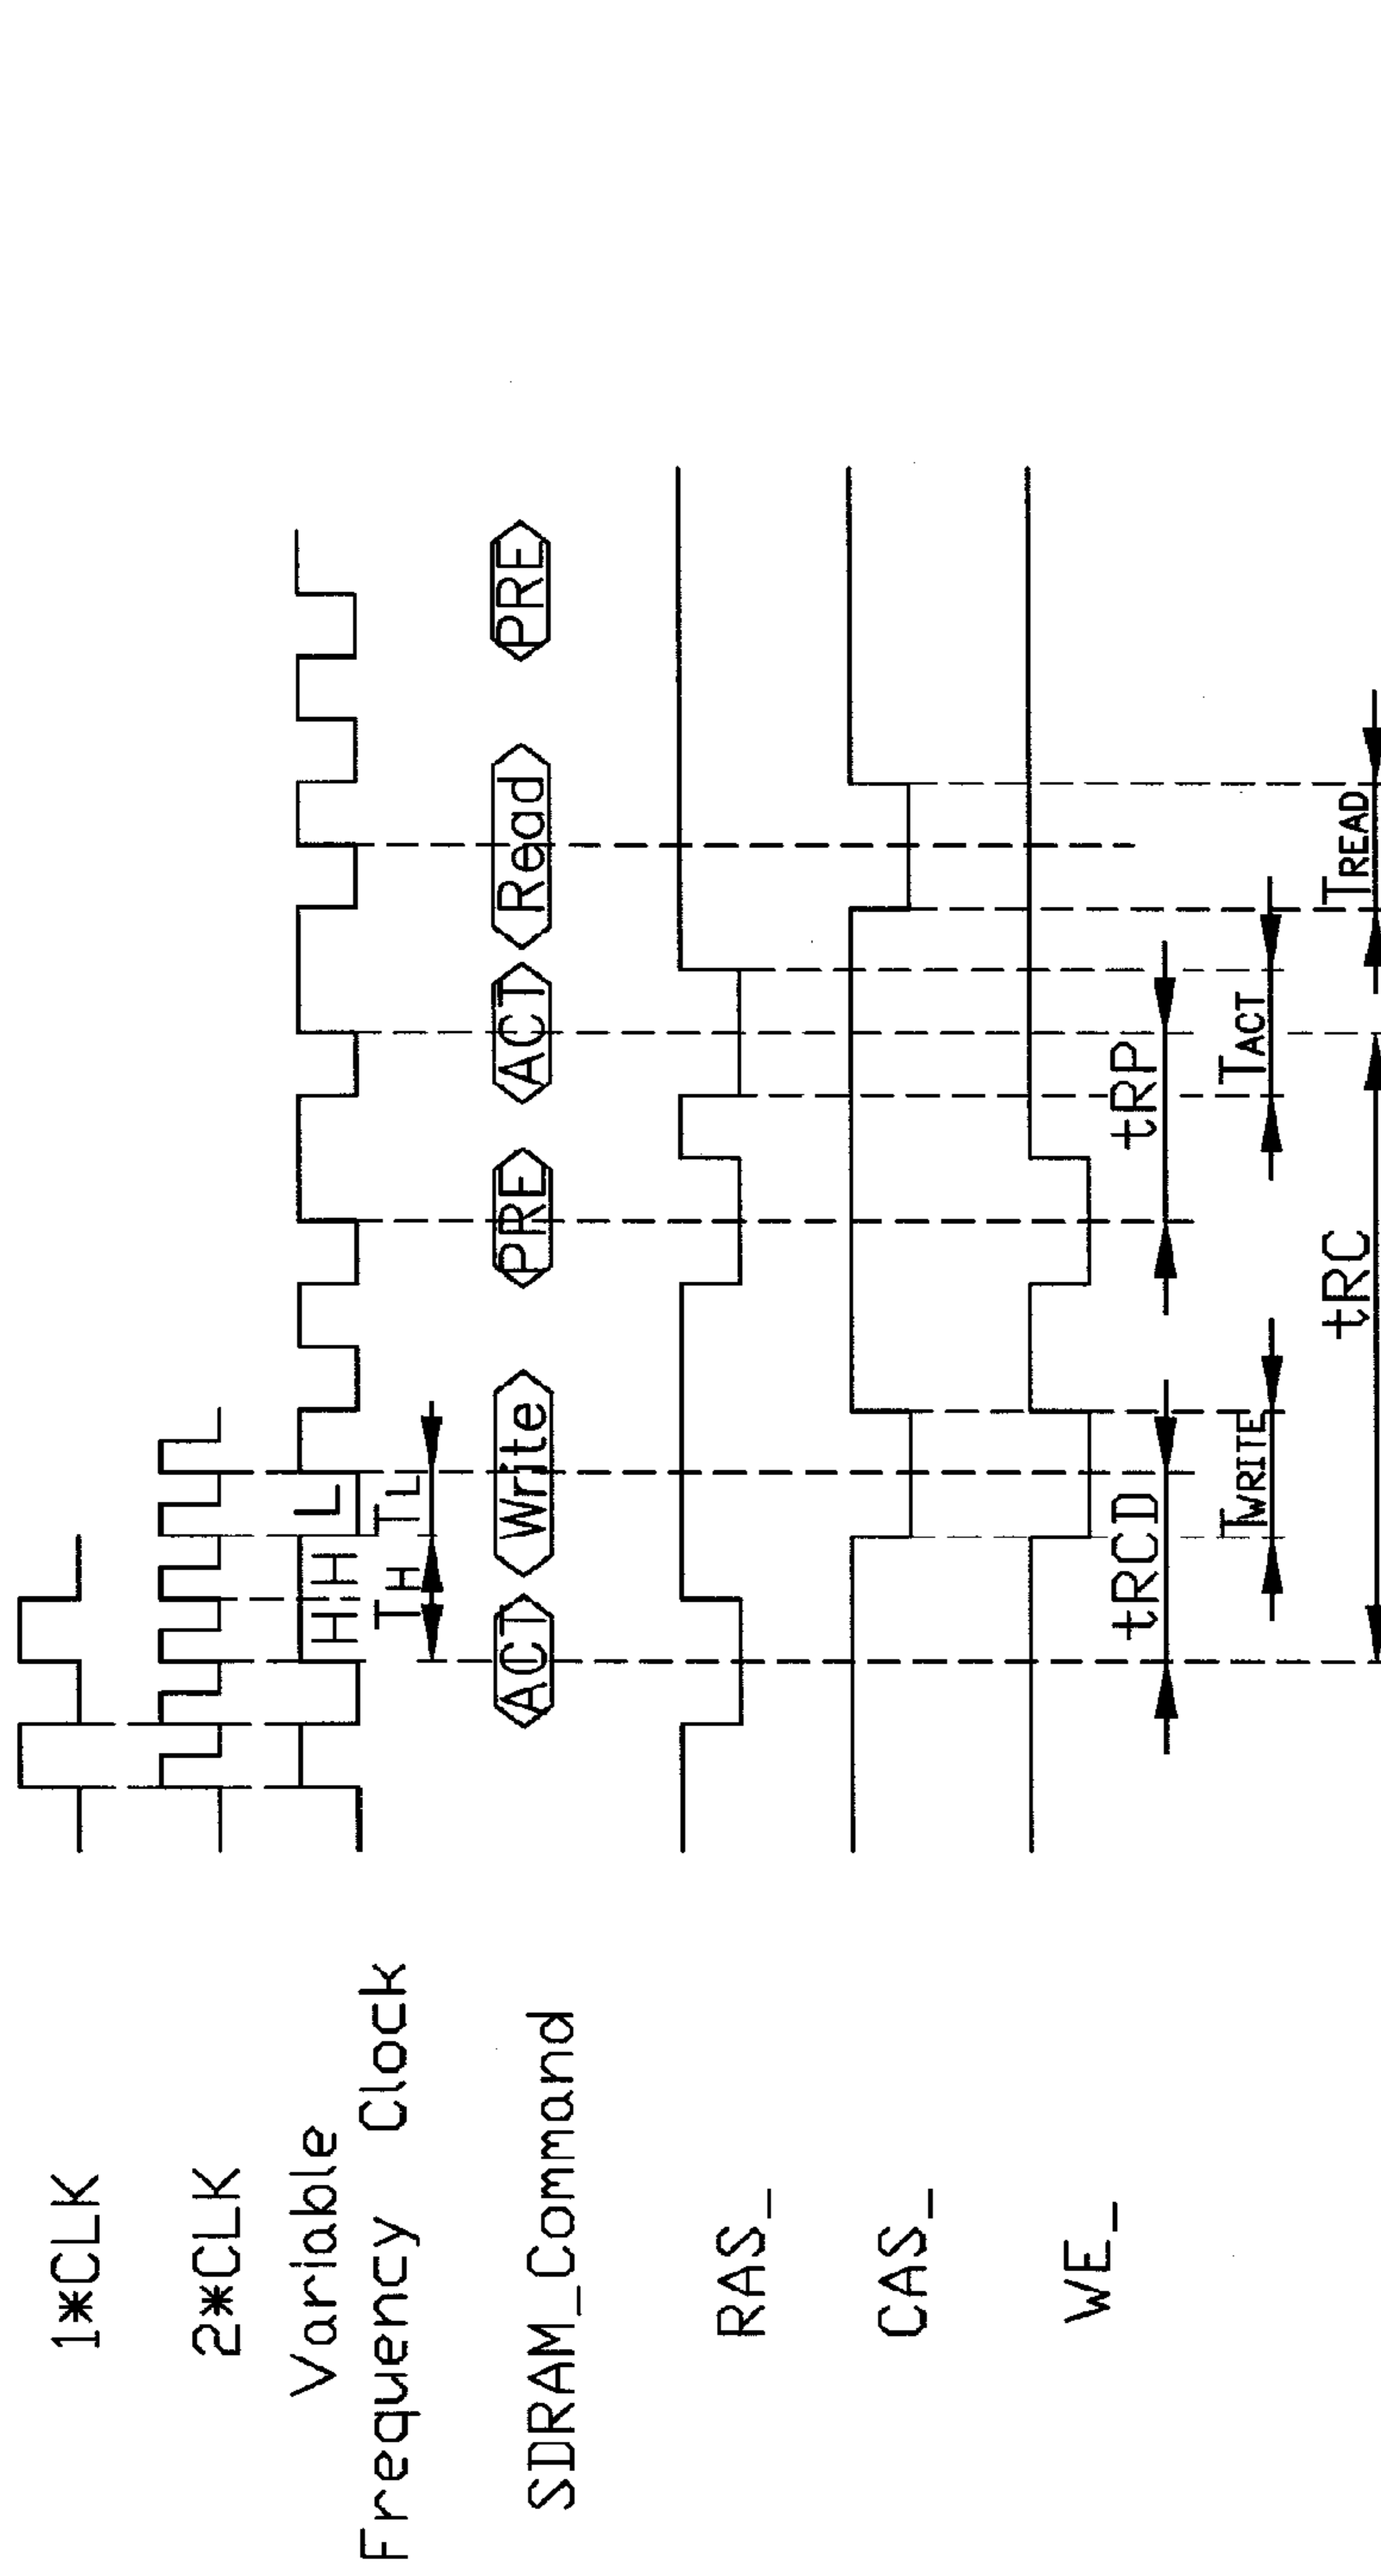 1*CLK
2*CLK
Variable
Frequency Clock
H H L
TH TL
SDRAM_Command
ACT Write PRE ACT Read PRE
RAS_
CAS_
WE_
tRCD tRP
TWRITE TACT
tRC TREAD